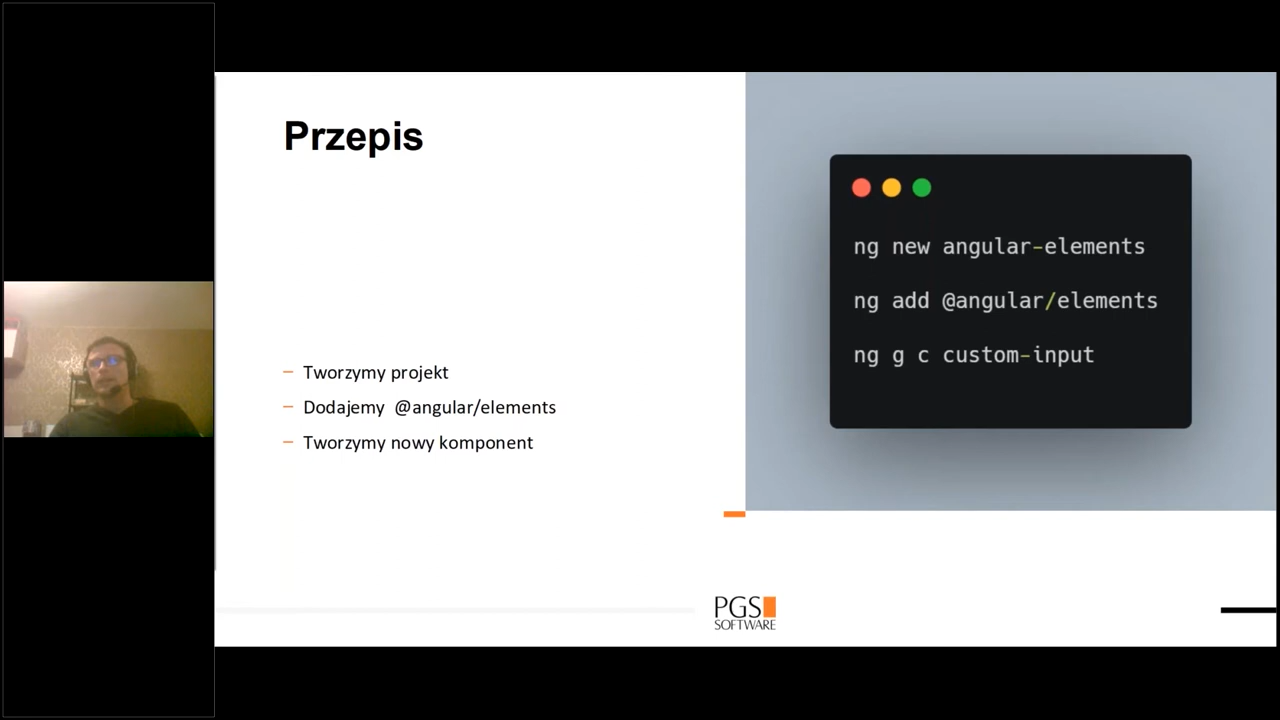 Przepis
– Tworzymy projekt
– Dodajemy @angular/elements
– Tworzymy nowy komponent
ng new angular-elements
ng add @angular/elements
ng g c custom-input
PGS
SOFTWARE